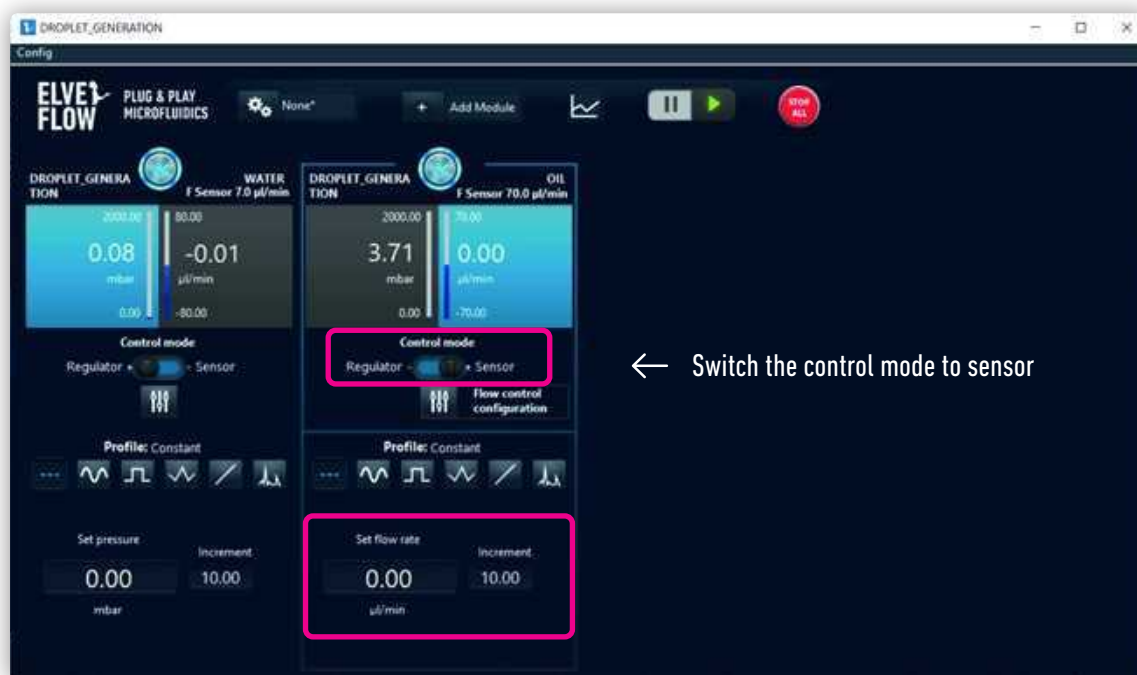 DROPLET_GENERATION
Config
ELVEFLOW
PLUG & PLAY
MICROFLUIDICS
None*
+ Add Module
STOP
ALL
DROPLET_GENERA
TION
WATER
F Sensor 7.0 µl/min
2000.00
80.00
0.08
-0.01
mbar
µl/min
0.00
-80.00
Control mode
Regulator
Sensor
Profile: Constant
Set pressure
Increment
0.00
10.00
mbar
DROPLET_GENERA
TION
OIL
F Sensor 70.0 µl/min
2000.00
70.00
3.71
0.00
mbar
µl/min
0.00
-70.00
Control mode
Regulator
Sensor
Flow control
configuration
Profile: Constant
Set flow rate
Increment
0.00
10.00
µl/min
← Switch the control mode to sensor